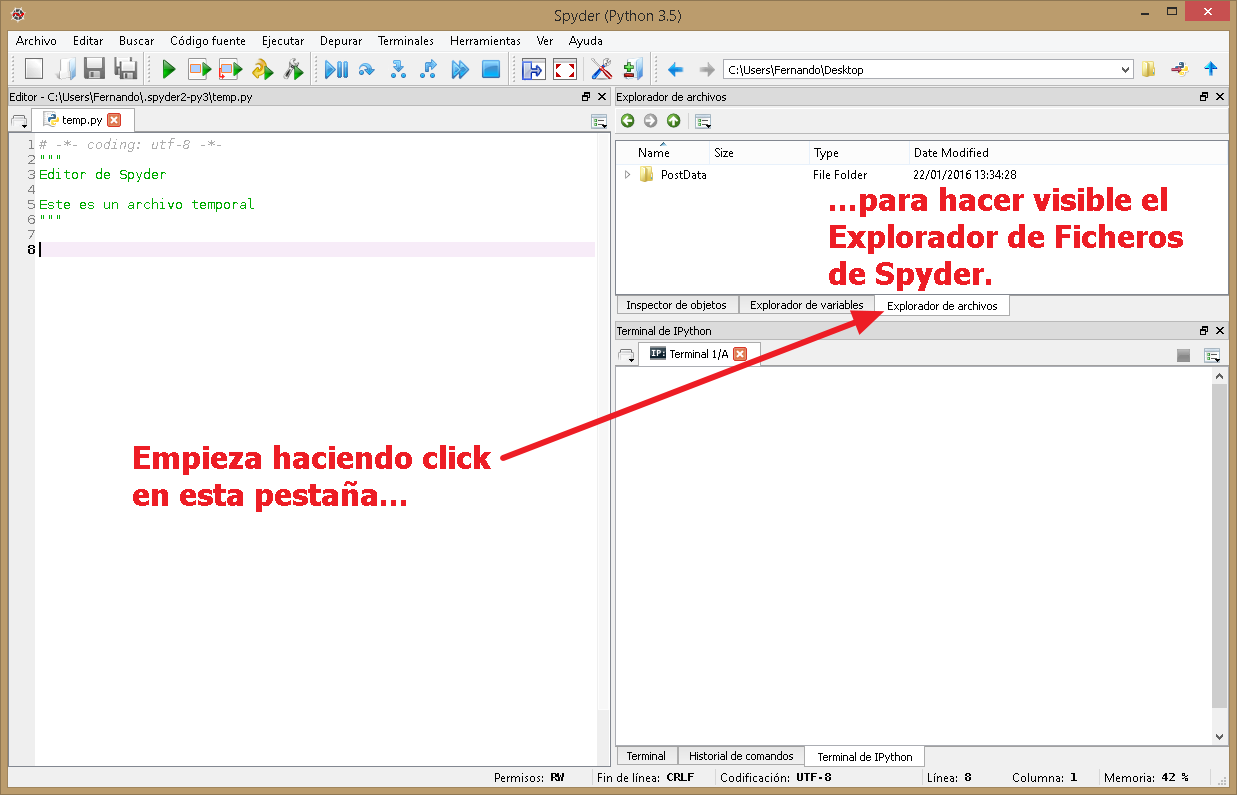 Spyder (Python 3.5)
Archivo Editar Buscar Código fuente Ejecutar Depurar Terminales Herramientas Ver Ayuda
C:\Users\Fernando\Desktop
Editor - C:\Users\Fernando\.spyder2-py3\temp.py
temp.py
1 # -*- coding: utf-8 -*-
2 """
3 Editor de Spyder
4
5 Este es un archivo temporal
6 """
7
8
Explorador de archivos
Name Size Type Date Modified
PostData File Folder 22/01/2016 13:34:28
...para hacer visible el
Explorador de Ficheros
de Spyder.
Inspector de objetos Explorador de variables Explorador de archivos
Terminal de IPython
IP: Terminal 1/A
Empieza haciendo click
en esta pestaña...
Terminal Historial de comandos Terminal de IPython
Permisos: RW Fin de línea: CRLF Codificación: UTF-8 Línea: 8 Columna: 1 Memoria: 42 %